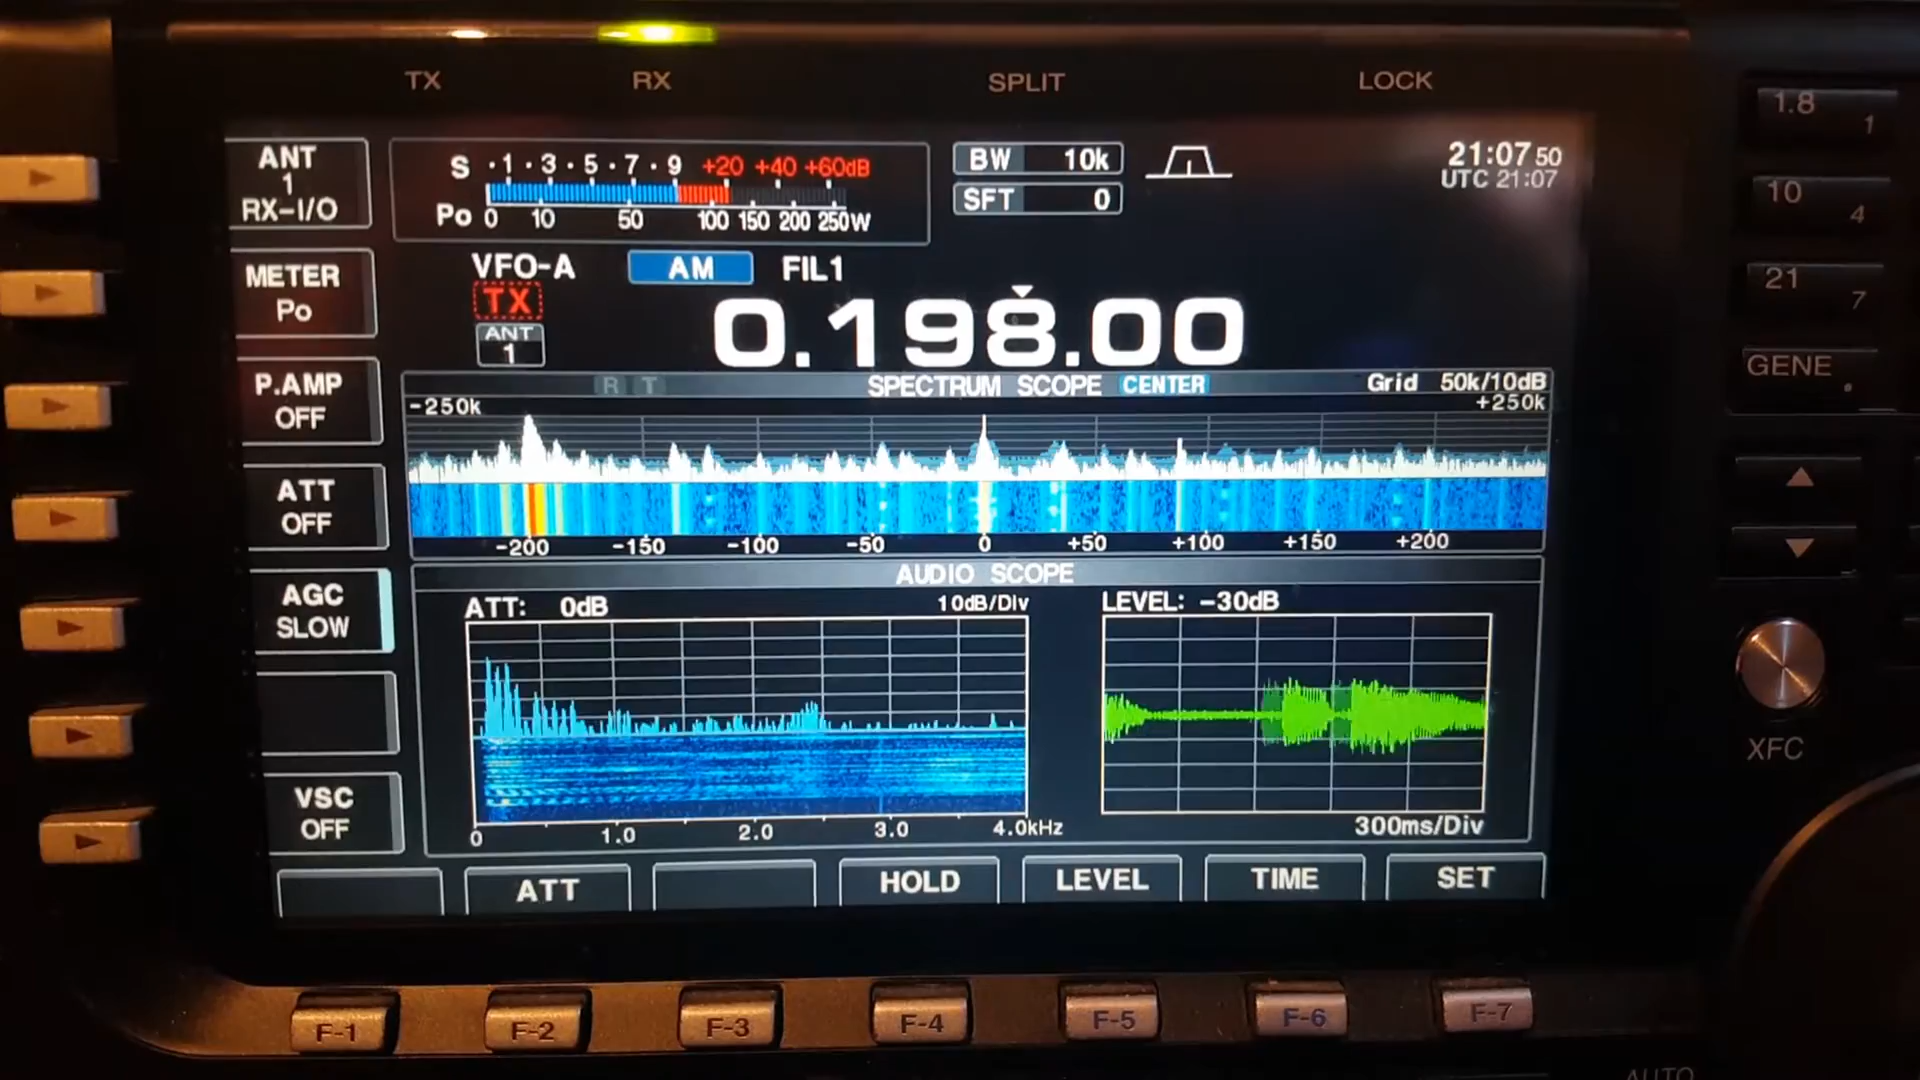 TX RX SPLIT LOCK
ANT
1
RX-I/O
S ·1·3·5·7·9 +20 +40 +60dB
Po 0 10 50 100 150 200 250W
BW 10k
SFT 0
21:07 50
UTC 21:07
METER
Po
VFO-A AM FIL1
TX
ANT
1
0.198.00
P.AMP
OFF
R T SPECTRUM SCOPE CENTER Grid 50k/10dB
-250k +250k
-200 -150 -100 -50 0 +50 +100 +150 +200
ATT
OFF
AGC
SLOW
AUDIO SCOPE
ATT: 0dB 10dB/Div LEVEL: -30dB
0 1.0 2.0 3.0 4.0kHz 300ms/Div
VSC
OFF
ATT HOLD LEVEL TIME SET
F-1 F-2 F-3 F-4 F-5 F-6 F-7
1.8 1
10 4
21 7
GENE .
XFC
AUTO